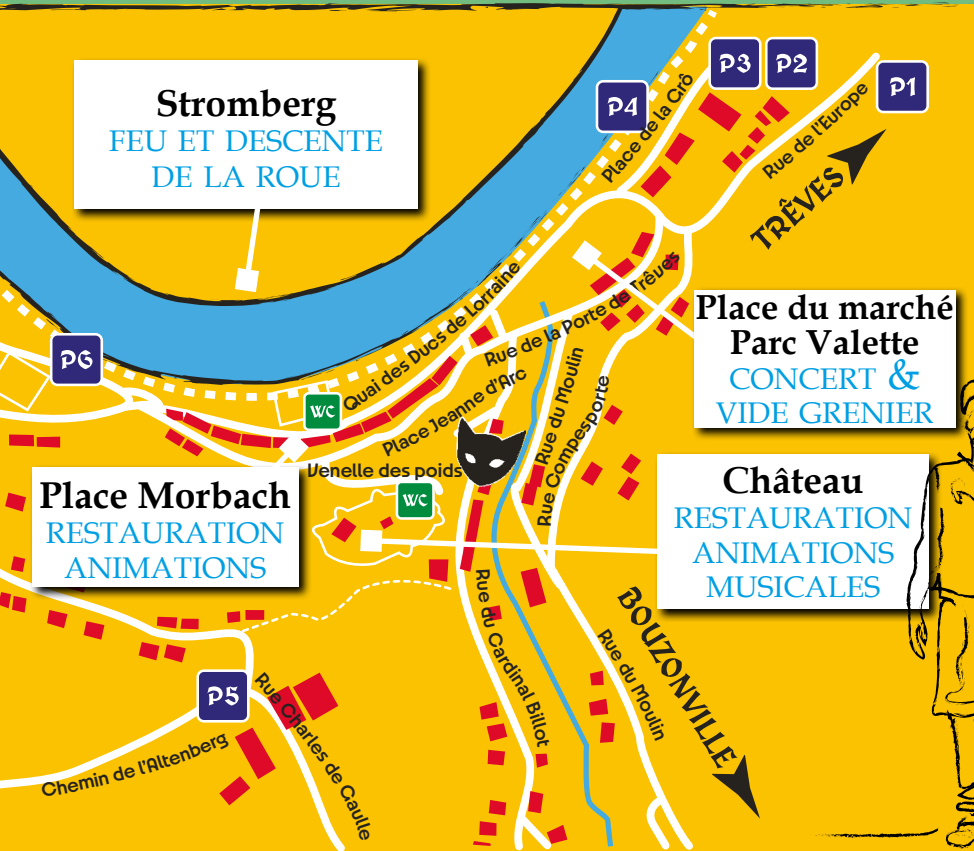 P3
P2
P1
P4
Stromberg
FEU ET DESCENTE
DE LA ROUE
Place de la Grô
Rue de l'Europe
TRÊVES
Place du marché
Parc Valette
CONCERT &
VIDE GRENIER
Quai des Ducs de Lorraine
Rue de la Porte de Trêves
P6
WC
Place Jeanne d'Arc
Rue du Moulin
Rue Compesporte
Venelle des poids
WC
Place Morbach
RESTAURATION
ANIMATIONS
Château
RESTAURATION
ANIMATIONS
MUSICALES
Rue du Cardinal Billot
Rue du Moulin
BOUZONVILLE
P5
Rue Charles de Gaulle
Chemin de l'Altenberg